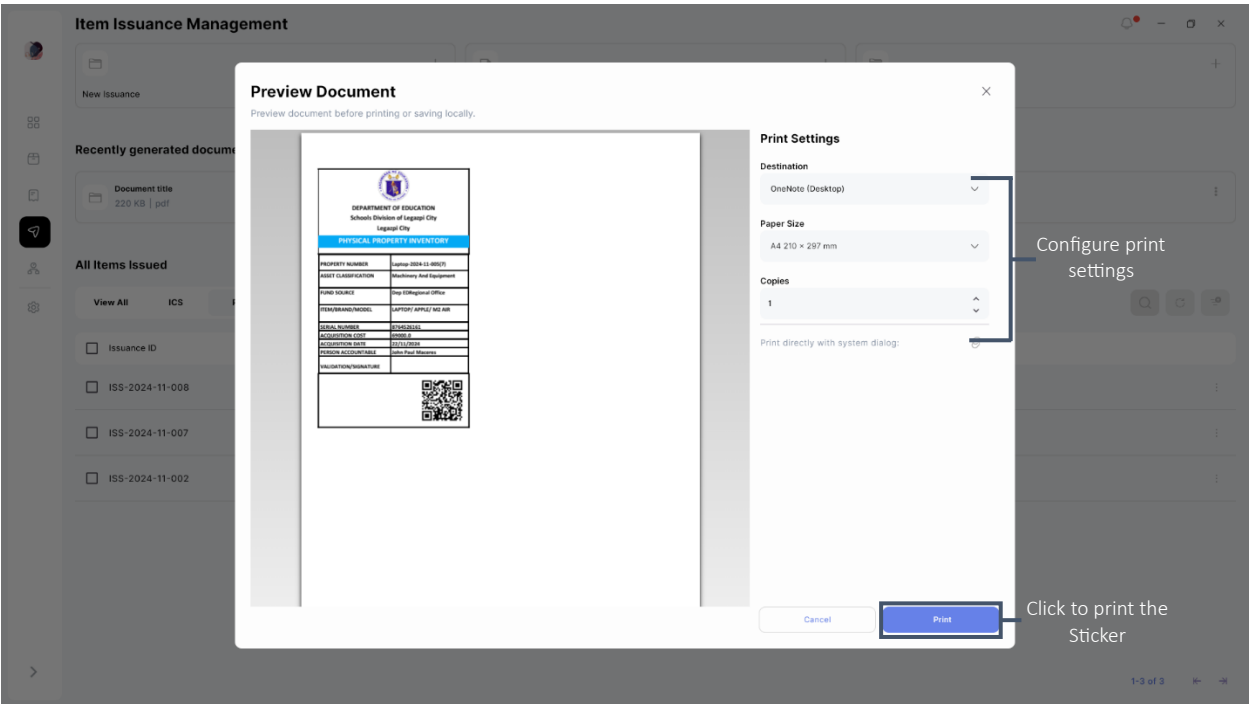 Item Issuance Management
New Issuance
Preview Document
Preview document before printing or saving locally.
Recently generated docume
Document title
220 KB | pdf
All Items Issued
View All
ICS
Issuance ID
ISS-2024-11-008
ISS-2024-11-007
ISS-2024-11-002
DEPARTMENT OF EDUCATION
Schools Division of Legazpi City
Legazpi City
PHYSICAL PROPERTY INVENTORY
PROPERTY NUMBER Laptop-2024-11-005(7)
ASSET CLASSIFICATION Machinery And Equipment
FUND SOURCE Dep EDRegional Office
ITEM/BRAND/MODEL LAPTOP/ APPLE/ M2 AIR
SERIAL NUMBER 8764528161
ACQUISITION COST 69000.0
ACQUISITION DATE 22/11/2024
PERSON ACCOUNTABLE John Paul
VALIDATION/SIGNATURE
Print Settings
Destination
OneNote (Desktop)
Paper Size
A4 210 × 297 mm
Copies
1
Print directly with system dialog:
Cancel
Print
Configure print
settings
Click to print the
Sticker
1-3 of 3